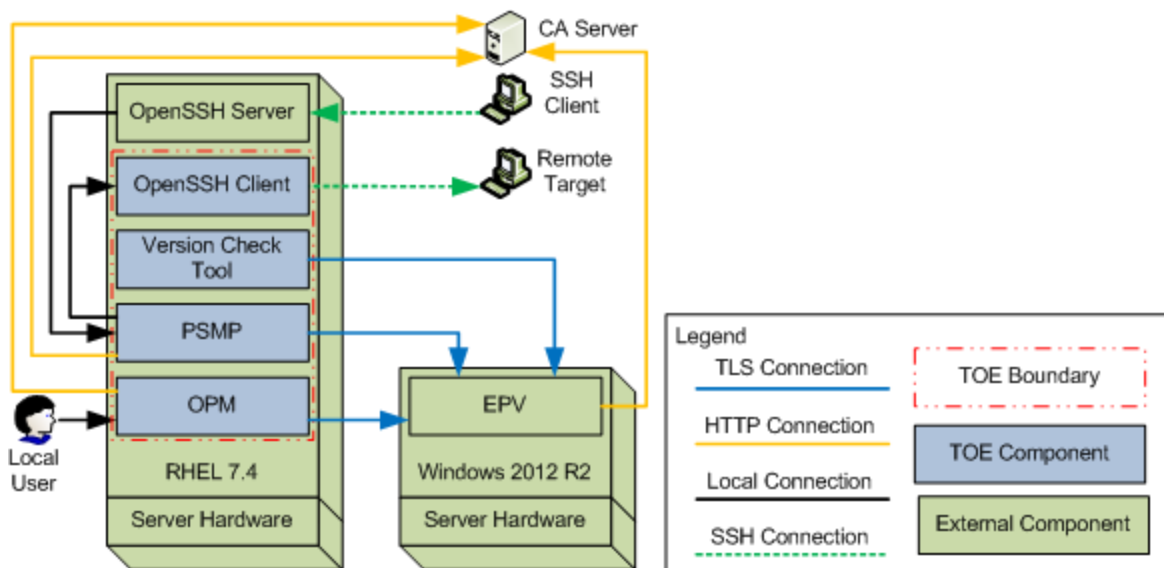 CA Server
SSH
Client
OpenSSH Server
Remote
Target
OpenSSH Client
Version Check
Tool
PSMP
OPM
EPV
Local
User
RHEL 7.4
Windows 2012 R2
Server Hardware
Server Hardware
Legend
TLS Connection
TOE Boundary
HTTP Connection
TOE Component
Local Connection
External Component
SSH Connection